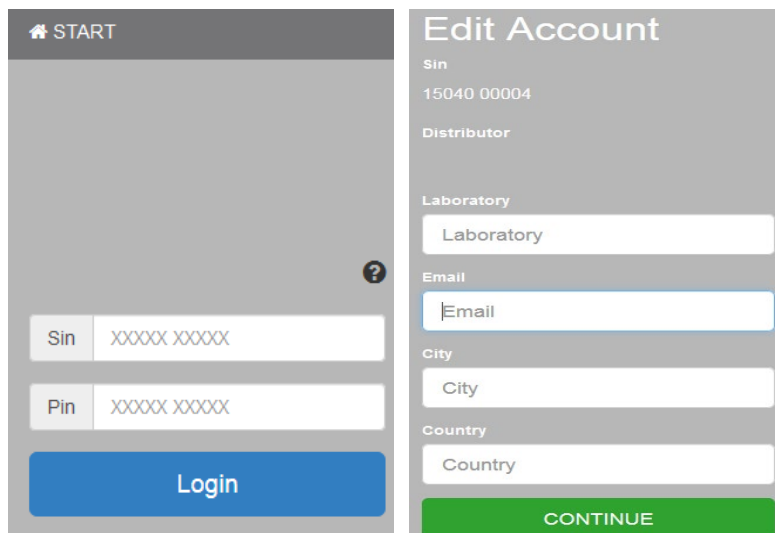 START
Sin XXXXX XXXXX
Pin XXXXX XXXXX
Login
Edit Account
Sin
15040 00004
Distributor
Laboratory
Laboratory
Email
Email
City
City
Country
Country
CONTINUE